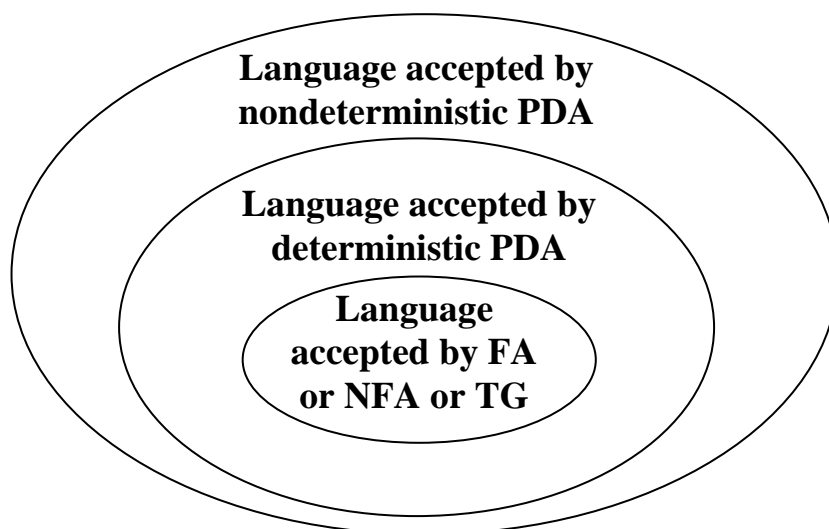 Language accepted by
nondeterministic PDA
Language accepted by
deterministic PDA
Language
accepted by FA
or NFA or TG